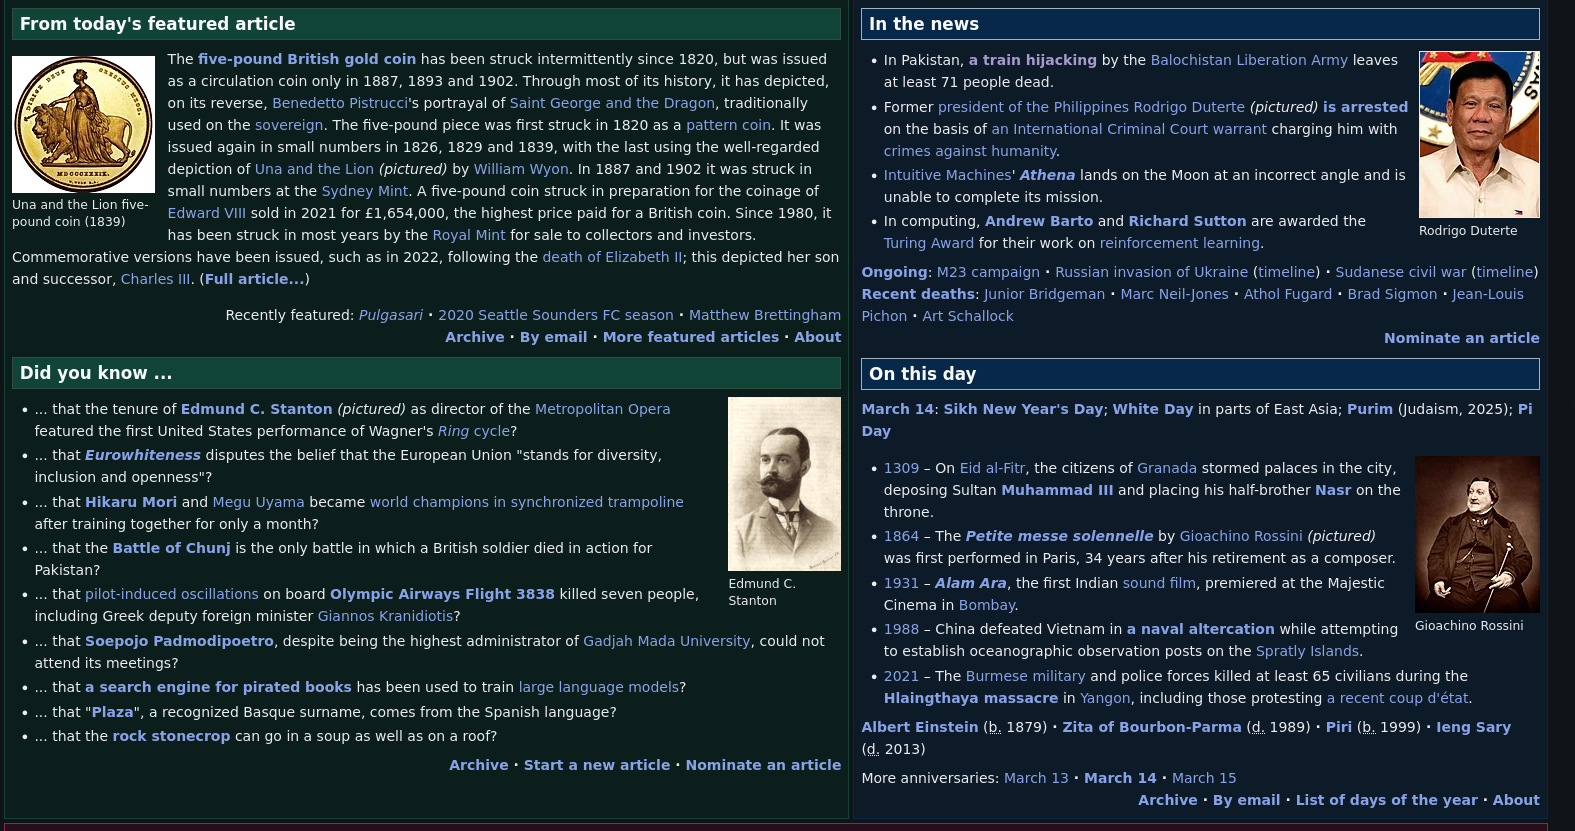 From today's featured article
The five-pound British gold coin has been struck intermittently since 1820, but was issued
as a circulation coin only in 1887, 1893 and 1902. Through most of its history, it has depicted,
on its reverse, Benedetto Pistrucci's portrayal of Saint George and the Dragon, traditionally
used on the sovereign. The five-pound piece was first struck in 1820 as a pattern coin. It was
issued again in small numbers in 1826, 1829 and 1839, with the last using the well-regarded
depiction of Una and the Lion (pictured) by William Wyon. In 1887 and 1902 it was struck in
small numbers at the Sydney Mint. A five-pound coin struck in preparation for the coinage of
Edward VIII sold in 2021 for £1,654,000, the highest price paid for a British coin. Since 1980, it
has been struck in most years by the Royal Mint for sale to collectors and investors.
Commemorative versions have been issued, such as in 2022, following the death of Elizabeth II; this depicted her son
and successor, Charles III. (Full article...)
Una and the Lion five-
pound coin (1839)
Recently featured: Pulgasari · 2020 Seattle Sounders FC season · Matthew Brettingham
Archive · By email · More featured articles · About
Did you know ...
• ... that the tenure of Edmund C. Stanton (pictured) as director of the Metropolitan Opera
featured the first United States performance of Wagner's Ring cycle?
• ... that Eurowhiteness disputes the belief that the European Union "stands for diversity,
inclusion and openness"?
• ... that Hikaru Mori and Megu Uyama became world champions in synchronized trampoline
after training together for only a month?
• ... that the Battle of Chunj is the only battle in which a British soldier died in action for
Pakistan?
• ... that pilot-induced oscillations on board Olympic Airways Flight 3838 killed seven people,
including Greek deputy foreign minister Giannos Kranidiotis?
• ... that Soepojo Padmodipoetro, despite being the highest administrator of Gadjah Mada University, could not
attend its meetings?
• ... that a search engine for pirated books has been used to train large language models?
• ... that "Plaza", a recognized Basque surname, comes from the Spanish language?
• ... that the rock stonecrop can go in a soup as well as on a roof?
Edmund C.
Stanton
Archive · Start a new article · Nominate an article
In the news
• In Pakistan, a train hijacking by the Balochistan Liberation Army leaves
at least 71 people dead.
• Former president of the Philippines Rodrigo Duterte (pictured) is arrested
on the basis of an International Criminal Court warrant charging him with
crimes against humanity.
• Intuitive Machines' Athena lands on the Moon at an incorrect angle and is
unable to complete its mission.
• In computing, Andrew Barto and Richard Sutton are awarded the
Turing Award for their work on reinforcement learning.
Rodrigo Duterte
Ongoing: M23 campaign · Russian invasion of Ukraine (timeline) · Sudanese civil war (timeline)
Recent deaths: Junior Bridgeman · Marc Neil-Jones · Athol Fugard · Brad Sigmon · Jean-Louis
Pichon · Art Schallock
Nominate an article
On this day
March 14: Sikh New Year's Day; White Day in parts of East Asia; Purim (Judaism, 2025); Pi
Day
• 1309 – On Eid al-Fitr, the citizens of Granada stormed palaces in the city,
deposing Sultan Muhammad III and placing his half-brother Nasr on the
throne.
• 1864 – The Petite messe solennelle by Gioachino Rossini (pictured)
was first performed in Paris, 34 years after his retirement as a composer.
• 1931 – Alam Ara, the first Indian sound film, premiered at the Majestic
Cinema in Bombay.
• 1988 – China defeated Vietnam in a naval altercation while attempting
to establish oceanographic observation posts on the Spratly Islands.
• 2021 – The Burmese military and police forces killed at least 65 civilians during the
Hlaingthaya massacre in Yangon, including those protesting a recent coup d'état.
Gioachino Rossini
Albert Einstein (b. 1879) · Zita of Bourbon-Parma (d. 1989) · Piri (b. 1999) · Ieng Sary
(d. 2013)
More anniversaries: March 13 · March 14 · March 15
Archive · By email · List of days of the year · About